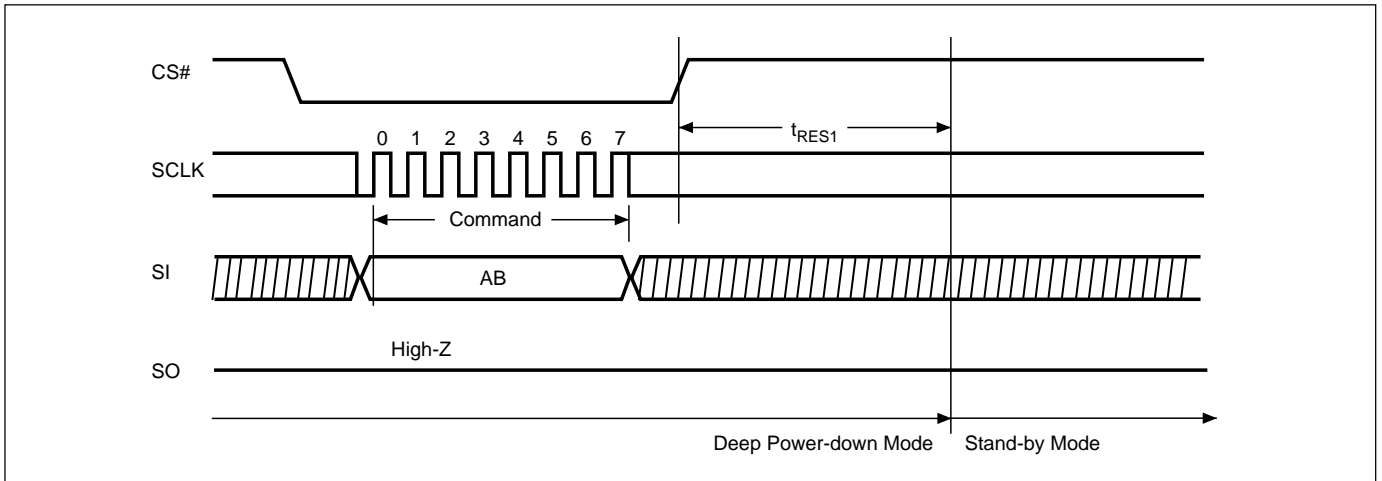 CS#
tRES1
0 1 2 3 4 5 6 7
SCLK
Command
SI
AB
High-Z
SO
Deep Power-down Mode
Stand-by Mode